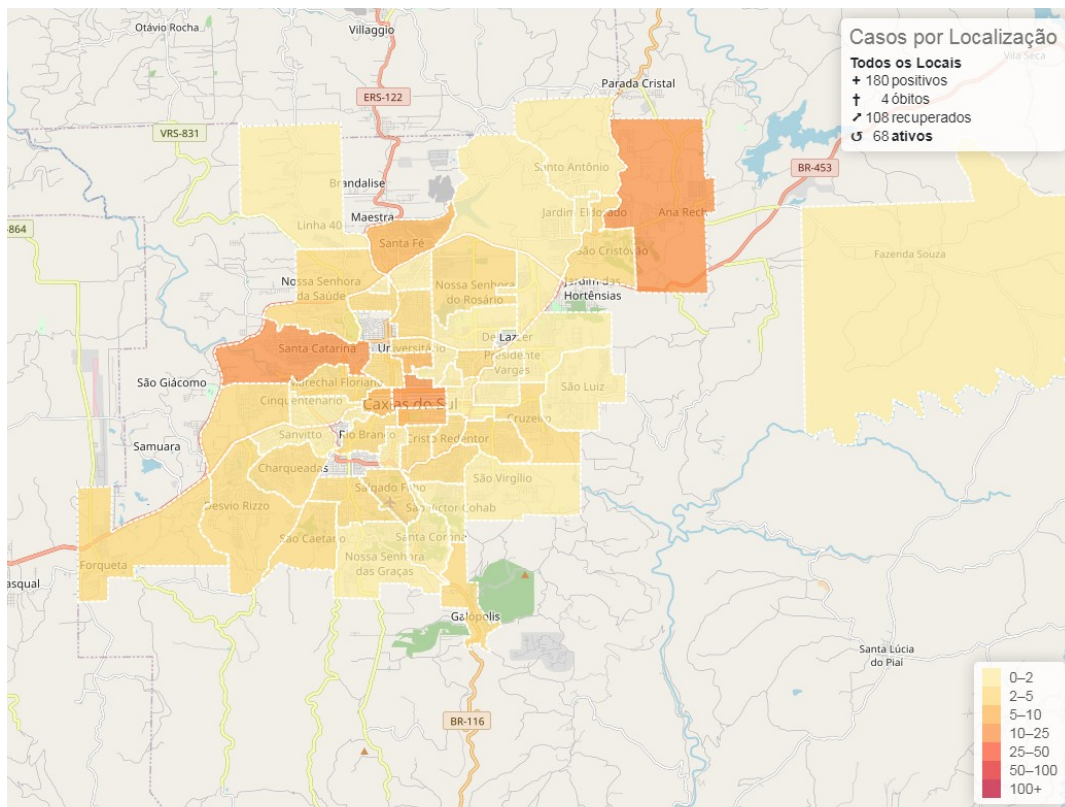 Otávio Rocha
Villaggio
Casos por Localização
Todos os Locais
+ 180 positivos
✝ 4 óbitos
➚ 108 recuperados
↺ 68 ativos
Vila Seca
Parada Cristal
ERS-122
VRS-831
BR-453
Santo Antônio
Brandalise
Maestra
Linha 40
Jardim Eldorado
Ana Rech
-864
Santa Fé
São Cristóvão
Fazenda Souza
Nossa Senhora
da Saúde
Nossa Senhora
do Rosário
Jardim das
Hortênsias
De Lazzer
Santa Catarina
Universitário
Presidente
Vargas
São Giácomo
Marechal Floriano
São Luiz
Cinquentenário
Caxias do Sul
Cruzeiro
Samuara
Sanvitto
Rio Branco
Cristo Redentor
Charqueadas
São Virgílio
Salgado Filho
Desvio Rizzo
São Victor Cohab
São Caetano
Santa Corona
Nossa Senhora
das Graças
Forqueta
asqual
Galópolis
Santa Lúcia
do Piaí
BR-116
0–2
2–5
5–10
10–25
25–50
50–100
100+